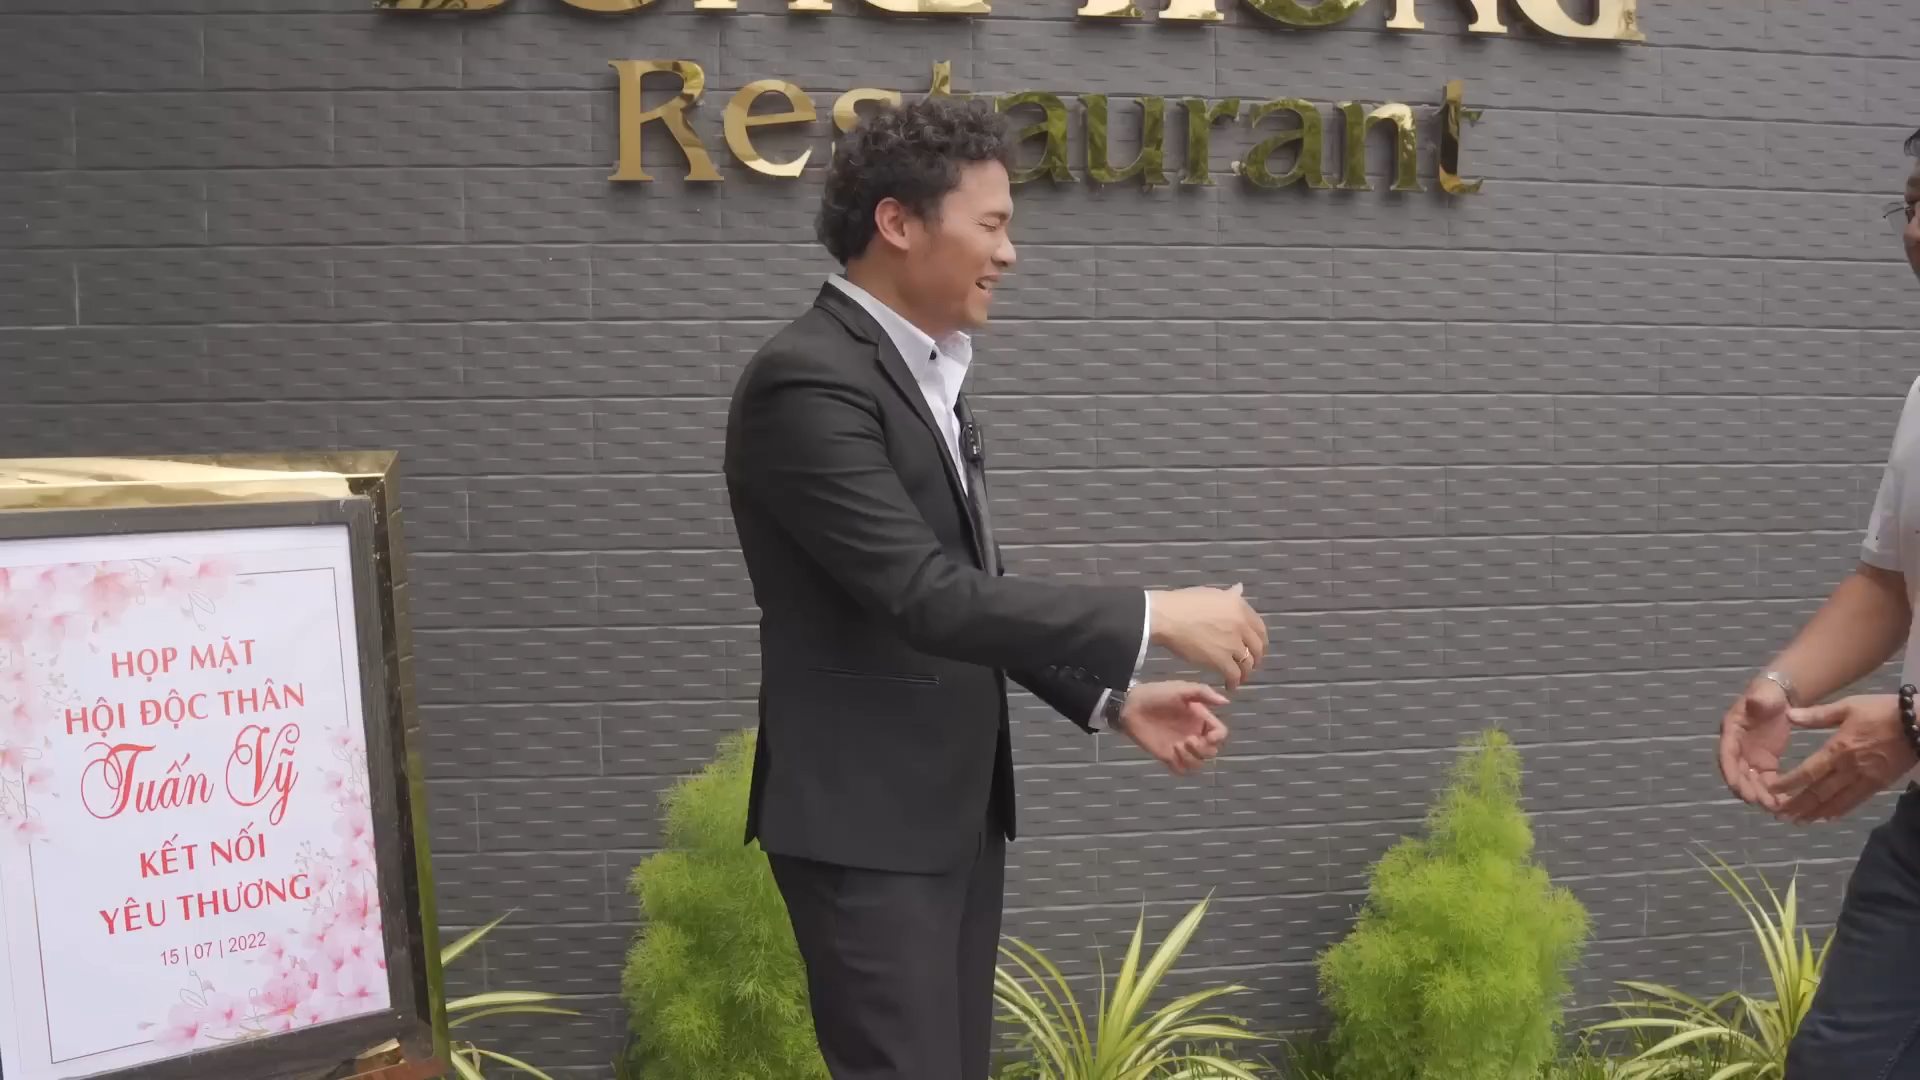 Restaurant
HỌP MẶT
HỘI ĐỘC THÂN
Tuấn Vỹ
KẾT NỐI
YÊU THƯƠNG
15 | 07 | 2022